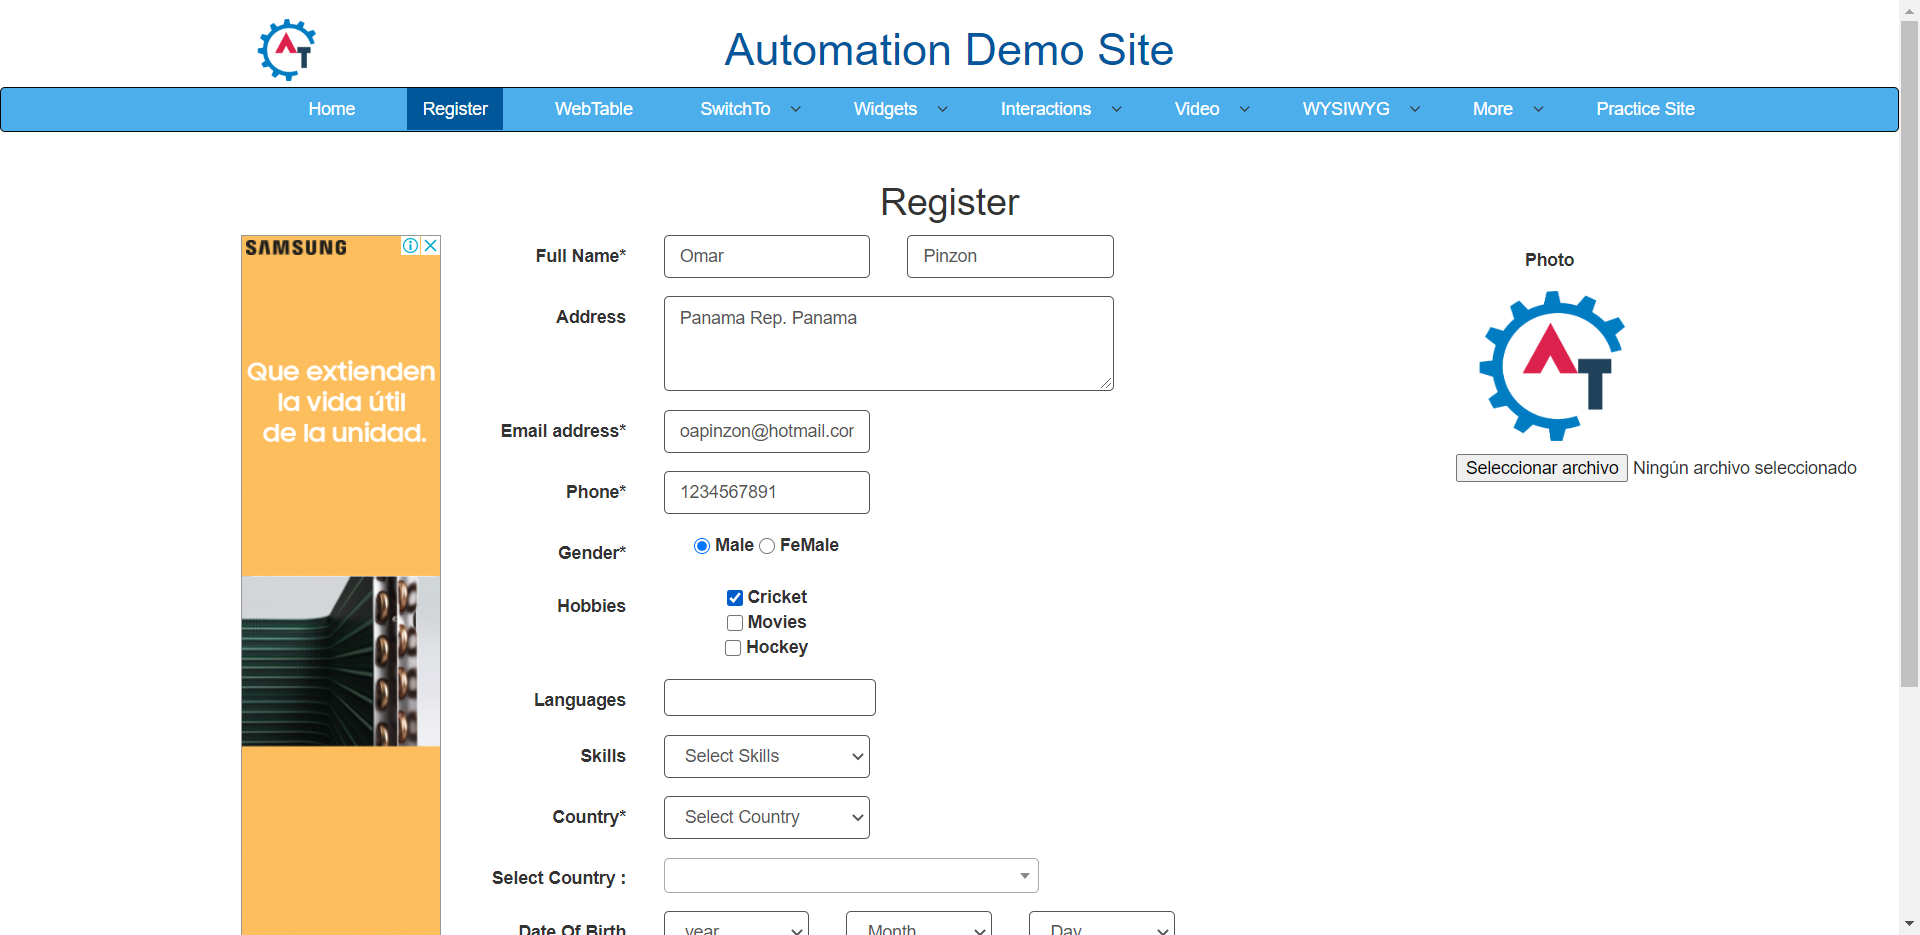 Automation Demo Site
Home Register WebTable SwitchTo Widgets Interactions Video WYSIWYG More Practice Site
Register
SAMSUNG
Que extienden
la vida útil
de la unidad.
Full Name* Omar Pinzon
Address Panama Rep. Panama
Email address* oapinzon@hotmail.cor
Phone* 1234567891
Gender* Male FeMale
Hobbies Cricket
Movies
Hockey
Languages
Skills Select Skills
Country* Select Country
Select Country :
Date Of Birth year Month Day
Photo
AT
Seleccionar archivo Ningún archivo seleccionado